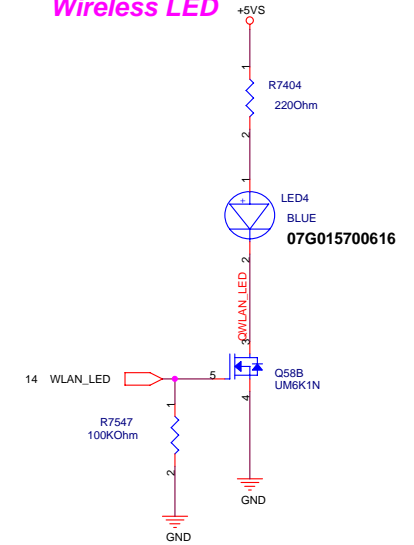 Wireless LED
+5VS
1
R7404
220Ohm
2
1
+
LED4
BLUE
07G015700616
2
QWLAN_LED
3
14 WLAN_LED
5
Q58B
UM6K1N
1
4
R7547
100KOhm
2
GND
GND